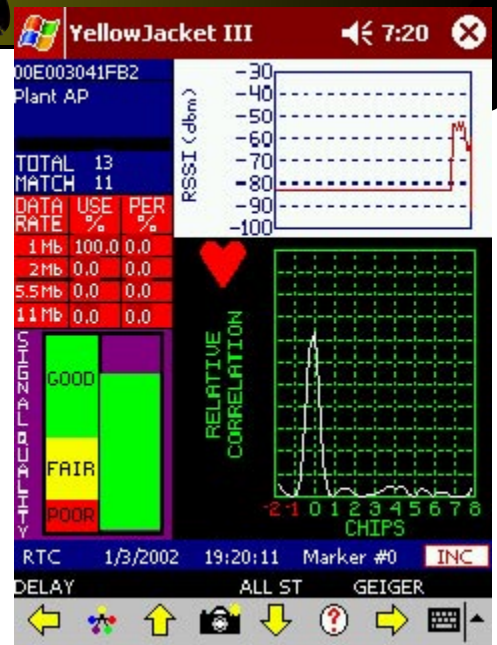 YellowJacket III 7:20
00E003041FB2
Plant AP
TOTAL 13
MATCH 11
DATA RATE USE % PER %
1 Mb 100.0 0.0
2Mb 0.0 0.0
5.5Mb 0.0 0.0
11Mb 0.0 0.0
RSSI (dbm)
-30
-40
-50
-60
-70
-80
-90
-100
SIGNAL QUALITY
GOOD
FAIR
POOR
RELATIVE
CORRELATION
-2 -1 0 1 2 3 4 5 6 7 8
CHIPS
RTC 1/3/2002 19:20:11 Marker #0 INC
DELAY ALL ST GEIGER
?